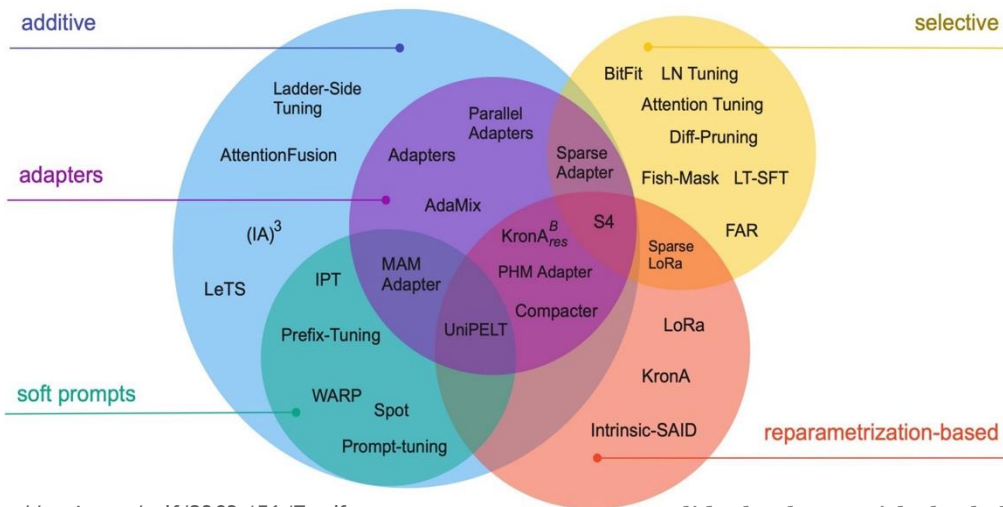 additive
selective
BitFit LN Tuning
Ladder-Side
Tuning
Attention Tuning
Parallel
Adapters
Diff-Pruning
AttentionFusion
Adapters
Sparse
Adapter
adapters
Fish-Mask LT-SFT
AdaMix
S4
FAR
(IA)³
KronA^B_res
Sparse
LoRa
MAM
Adapter
IPT
PHM Adapter
LeTS
Compacter
UniPELT
LoRa
Prefix-Tuning
KronA
soft prompts
WARP
Spot
Intrinsic-SAID
reparametrization-based
Prompt-tuning